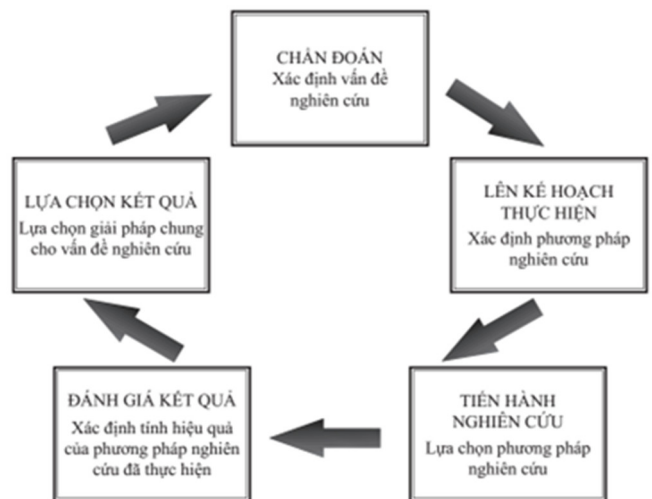 CHẨN ĐOÁN
Xác định vấn đề
nghiên cứu
LÊN KẾ HOẠCH
THỰC HIỆN
Xác định phương pháp
nghiên cứu
TIẾN HÀNH
NGHIÊN CỨU
Lựa chọn phương pháp
nghiên cứu
ĐÁNH GIÁ KẾT QUẢ
Xác định tính hiệu quả
của phương pháp nghiên
cứu đã thực hiện
LỰA CHỌN KẾT QUẢ
Lựa chọn giải pháp chung
cho vấn đề nghiên cứu